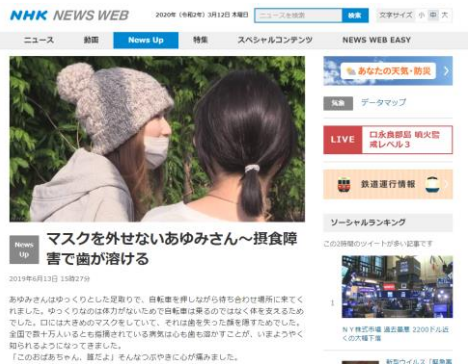 NHK NEWS WEB
2020年（令和2年）3月12日 木曜日
ニュースを検索
検索
文字サイズ 小 中 大
ニュース 動画 News Up 特集 スペシャルコンテンツ NEWS WEB EASY
あなたの天気・防災
気象 データマップ
LIVE 口永良部島 噴火警
戒レベル3
鉄道運行情報
News
Up
マスクを外せないあゆみさん～摂食障
害で歯が溶ける
2019年6月13日 15時27分
あゆみさんはゆっくりとした足取りで、自転車を押しながら待ち合わせ場所に来てく
れました。ゆっくりなのは体力がないためで自転車は乗るのではなく体を支えるため
でした。口には大きめのマスクをしていて、それは歯を失った顔を隠すためでした。
全国で数十万人いるとも指摘されている病気は心も歯も溶かすことが、いまようやく
知られるようになってきました。
「このおばあちゃん、誰だよ」そんなつぶやきに心が痛みました。
ソーシャルランキング
この2時間のツイートが多い記事です
1
NY株式市場 過去最悪 2200ドル近
くの大幅下落